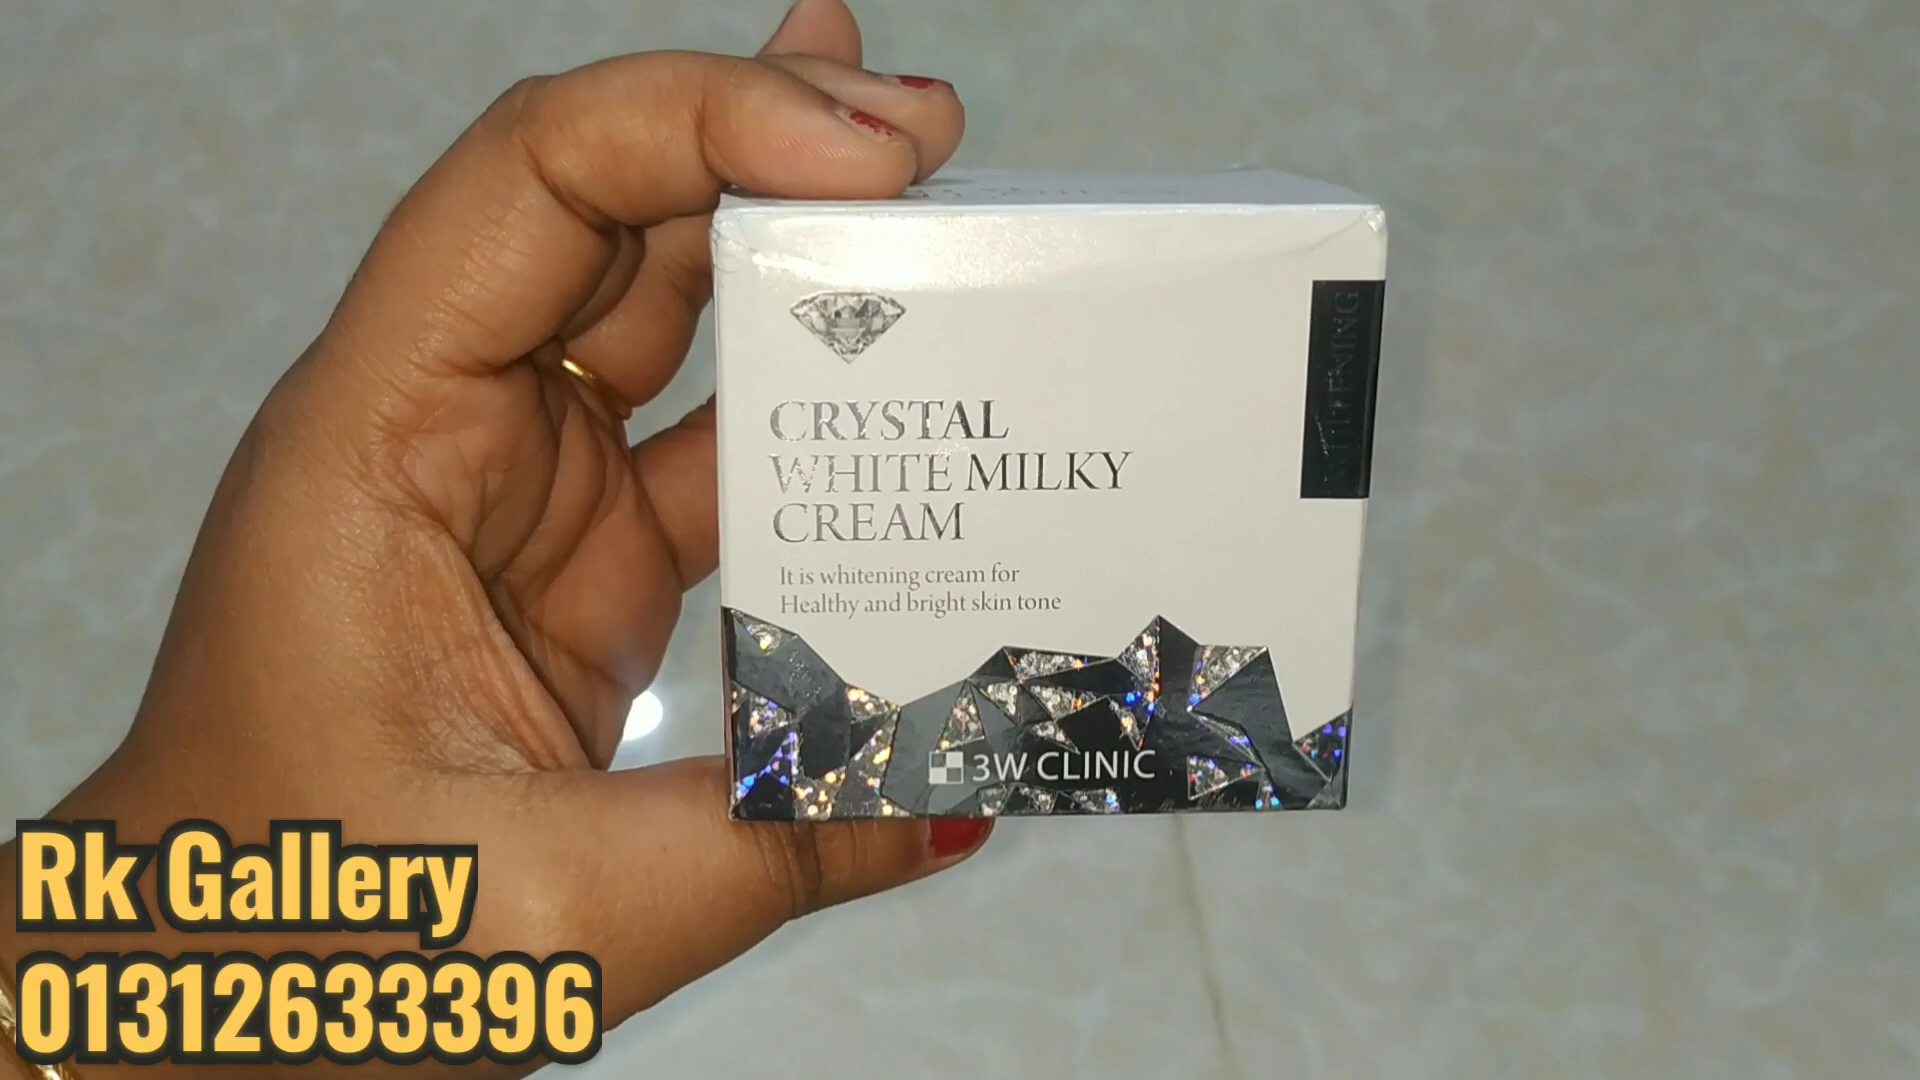 CRYSTAL
WHITE MILKY
CREAM
It is whitening cream for
Healthy and bright skin tone
WHITENING
3W CLINIC
Rk Gallery
01312633396